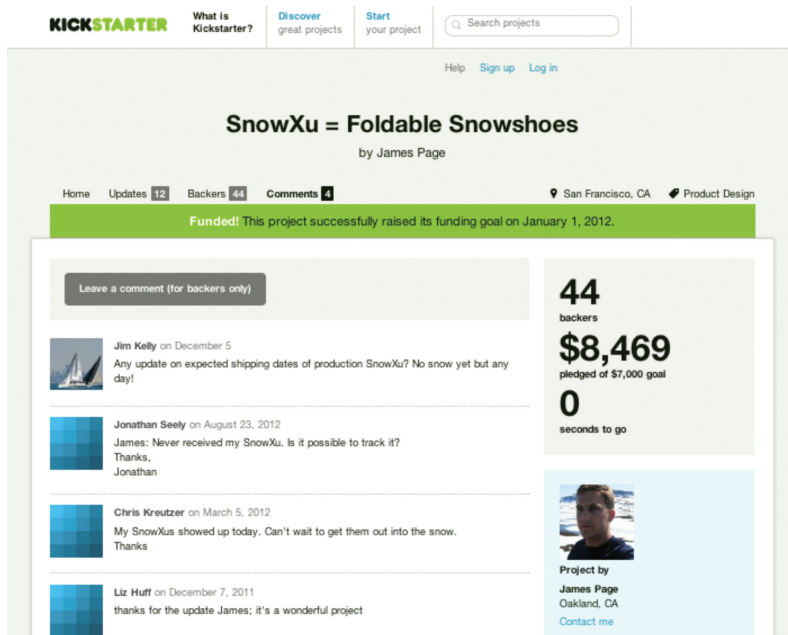 KICKSTARTER
What is
Kickstarter?
Discover
great projects
Start
your project
Search projects
Help Sign up Log in
SnowXu = Foldable Snowshoes
by James Page
Home Updates 12 Backers 44 Comments 4
San Francisco, CA Product Design
Funded! This project successfully raised its funding goal on January 1, 2012.
Leave a comment (for backers only)
Jim Kelly on December 5
Any update on expected shipping dates of production SnowXu? No snow yet but any
day!
Jonathan Seely on August 23, 2012
James: Never received my SnowXu. Is it possible to track it?
Thanks,
Jonathan
Chris Kreutzer on March 5, 2012
My SnowXus showed up today. Can't wait to get them out into the snow.
Thanks
Liz Huff on December 7, 2011
thanks for the update James; it's a wonderful project
44
backers
$8,469
pledged of $7,000 goal
0
seconds to go
Project by
James Page
Oakland, CA
Contact me